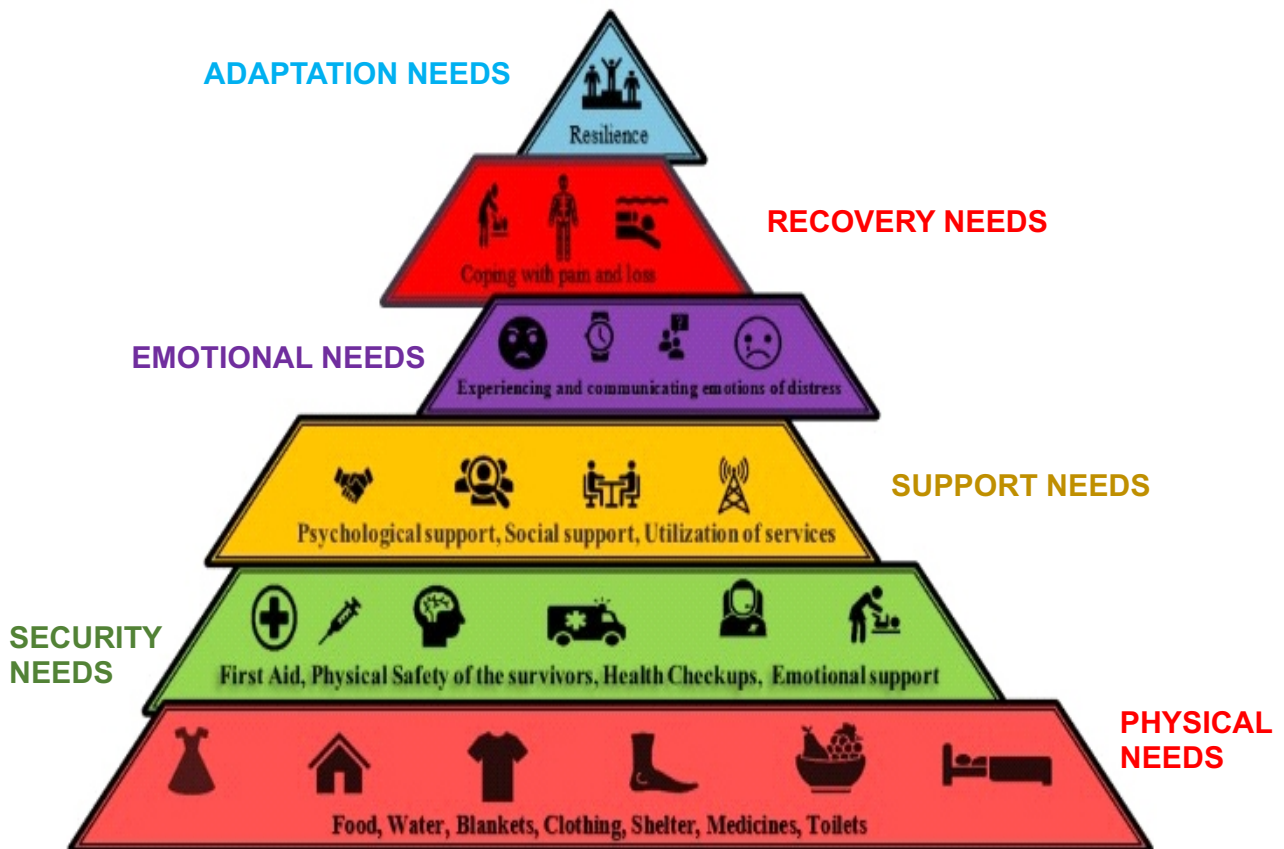 ADAPTATION NEEDS
Resilience
RECOVERY NEEDS
Coping with pain and loss
EMOTIONAL NEEDS
?
Experiencing and communicating emotions of distress
SUPPORT NEEDS
Psychological support, Social support, Utilization of services
SECURITY
NEEDS
First Aid, Physical Safety of the survivors, Health Checkups, Emotional support
PHYSICAL
NEEDS
Food, Water, Blankets, Clothing, Shelter, Medicines, Toilets